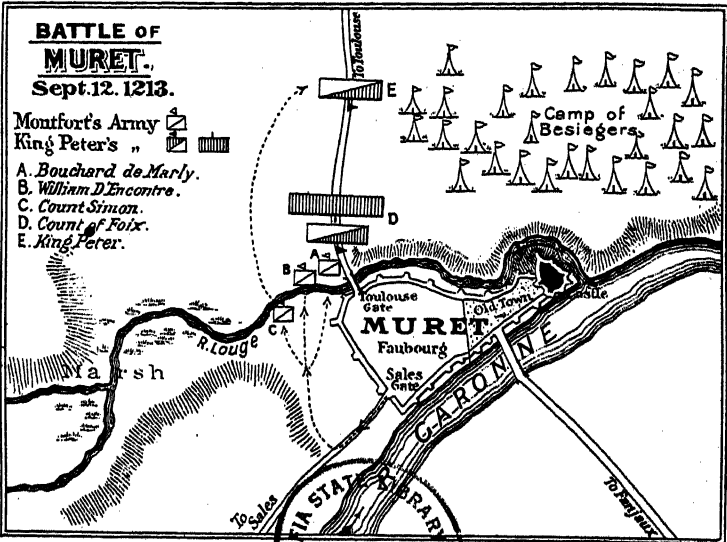 BATTLE OF
MURET.
Sept. 12. 1213.
Montfort's Army
King Peter's „
A. Bouchard de Marly.
B. William D'Encontre.
C. Count Simon.
D. Count of Foix.
E. King Peter.
To Toulouse
E
Camp of
Besiegers
D
A
B
C
Toulouse
Gate
Old Town
Castle
MURET
Faubourg
Sales
Gate
R. Louge
Marsh
GARONNE
To Sales
To Fanjaux
FIA STATE LIBRARY